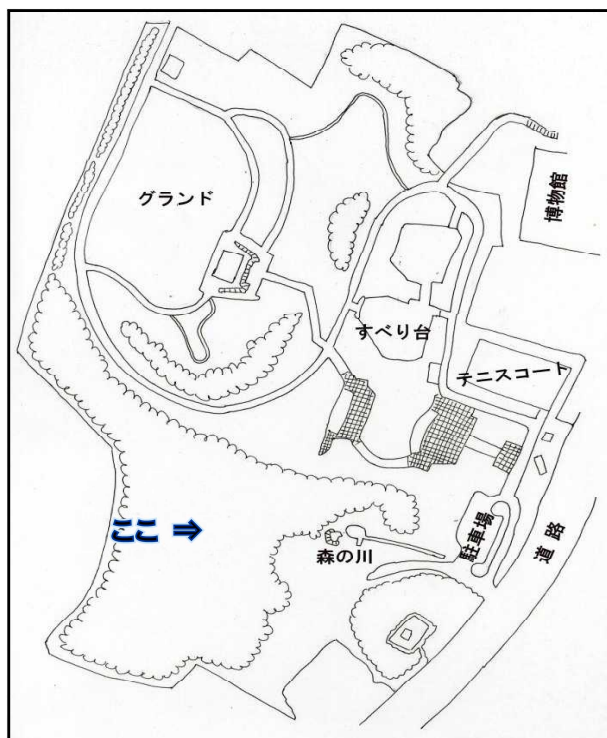 グランド
博物館
すべり台
テニスコート
ここ ⇒
森の川
駐車場
道路